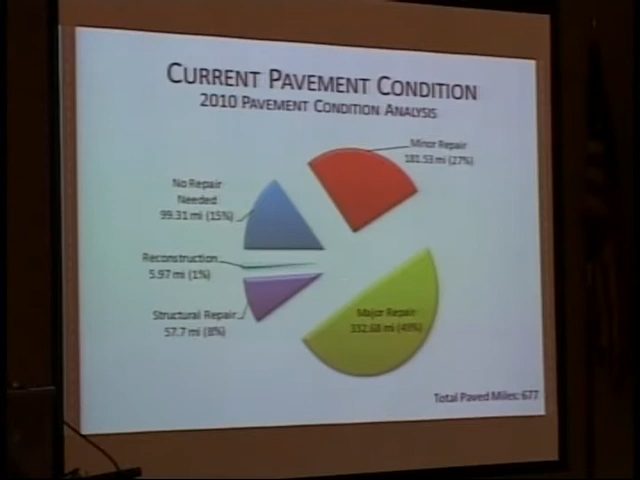 CURRENT PAVEMENT CONDITION
2010 PAVEMENT CONDITION ANALYSIS
Minor Repair
181.53 mi (27%)
No Repair
Needed
99.31 mi (15%)
Reconstruction
5.97 mi (1%)
Structural Repair
57.7 mi (8%)
Major Repair
332.68 mi (49%)
Total Paved Miles: 677